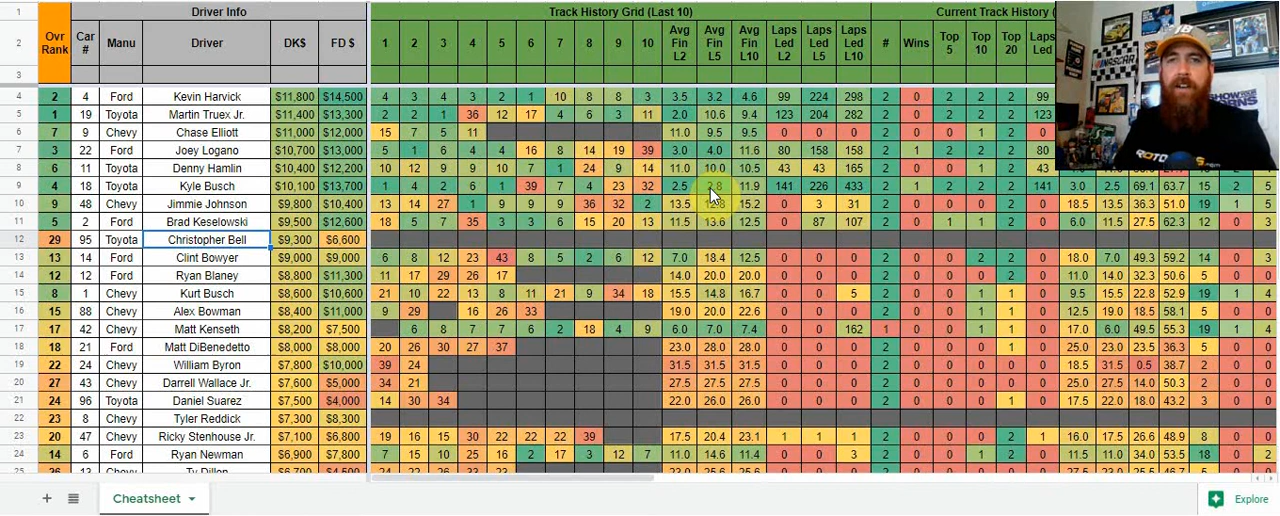 1 Driver Info Track History Grid (Last 10) Current Track History (
2 Ovr Rank Car # Manu Driver DK$ FD $ 1 2 3 4 5 6 7 8 9 10 Avg Fin L2 Avg Fin L5 Avg Fin L10 Laps Led L2 Laps Led L5 Laps Led L10 # Wins Top 5 Top 10 Top 20 Laps Led
3
4 2 4 Ford Kevin Harvick $11,800 $14,500 4 3 4 3 2 1 10 8 8 3 3.5 3.2 4.6 99 224 298 2 0 2 2 2 99
5 1 19 Toyota Martin Truex Jr. $11,400 $13,300 2 2 1 36 12 17 4 6 3 11 2.0 10.6 9.4 123 204 282 2 0 2 2 2 123
6 7 9 Chevy Chase Elliott $11,000 $12,000 15 7 5 11 11.0 9.5 9.5 0 0 0 2 0 0 1 2 0
7 3 22 Ford Joey Logano $10,700 $13,000 5 1 6 4 4 16 8 14 19 39 3.0 4.0 11.6 80 158 158 2 1 2 2 2 80
8 6 11 Toyota Denny Hamlin $10,400 $12,200 12 10 9 9 10 7 1 24 9 14 11.0 10.0 10.5 43 43 165 2 0 0 1 2 43
9 4 18 Toyota Kyle Busch $10,100 $13,700 1 4 2 6 1 39 7 4 23 32 2.5 2.8 11.9 141 226 433 2 1 2 2 2 141 3.0 2.5 69.1 63.7 15 2 5
10 9 48 Chevy Jimmie Johnson $9,800 $10,400 13 14 27 1 9 9 9 36 32 2 13.5 15.2 0 3 31 2 0 0 0 2 0 18.5 13.5 36.3 51.0 19 1 5
11 5 2 Ford Brad Keselowski $9,500 $12,600 18 5 7 27 11 3 3 15 20 13 11.5 13.6 12.5 0 87 107 2 0 1 1 2 0 6.0 11.5 27.5 62.5 12 0 3
12 29 95 Toyota Christopher Bell $9,300 $6,600
13 13 14 Ford Clint Bowyer $9,000 $9,000 6 8 12 23 43 8 5 2 6 12 7.0 18.4 12.5 0 0 0 2 0 0 2 2 0 18.0 7.0 49.3 59.2 14 0 3
14 12 12 Ford Ryan Blaney $8,800 $11,300 11 17 29 26 17 14.0 20.0 20.0 0 0 0 2 0 0 0 2 0 11.0 14.0 32.3 50.6 5 0 0
15 8 1 Chevy Kurt Busch $8,600 $10,600 21 10 22 13 8 11 21 9 34 18 15.5 14.8 16.7 0 0 5 2 0 0 1 1 0 9.5 15.5 22.8 52.9 19 1 4
16 15 88 Chevy Alex Bowman $8,400 $11,000 9 29 16 26 33 19.0 20.0 22.6 0 0 0 2 0 0 1 1 0 12.5 19.0 18.5 58.1 5 0 0
17 17 42 Chevy Matt Kenseth $8,200 $7,500 6 8 7 7 6 2 18 4 9 6.0 7.0 7.4 0 0 162 1 0 0 1 1 0 17.0 6.0 49.5 55.3 19 1 4
18 18 21 Ford Matt DiBenedetto $8,000 $8,000 20 26 30 27 37 23.0 28.0 28.0 0 0 0 2 0 0 0 1 0 25.0 23.0 23.5 36.3 5 0 0
19 22 24 Chevy William Byron $7,800 $10,000 39 24 31.5 31.5 31.5 0 0 0 2 0 0 0 0 0 18.5 31.5 0.5 38.7 2 0 0
20 27 43 Chevy Darrell Wallace Jr. $7,600 $5,000 34 21 27.5 27.5 27.5 0 0 0 2 0 0 0 0 0 25.0 27.5 14.0 50.3 2 0 0
21 24 96 Toyota Daniel Suarez $7,500 $4,000 14 30 34 22.0 26.0 26.0 0 0 0 2 0 0 0 1 0 17.5 22.0 18.0 43.2 3 0 0
22 23 8 Chevy Tyler Reddick $7,300 $8,300
23 20 47 Chevy Ricky Stenhouse Jr. $7,100 $6,800 19 16 15 30 22 22 22 39 17.5 20.4 23.1 1 1 1 2 0 0 0 2 1 16.0 17.5 26.6 48.9 8 0 0
24 14 6 Ford Ryan Newman $6,900 $7,800 7 15 10 25 16 2 17 3 12 7 11.0 14.6 11.4 0 0 3 2 0 0 1 2 0 11.5 11.0 34.0 53.5 18 0 2
25 Chevy Ty Dillon
+ Cheatsheet Explore